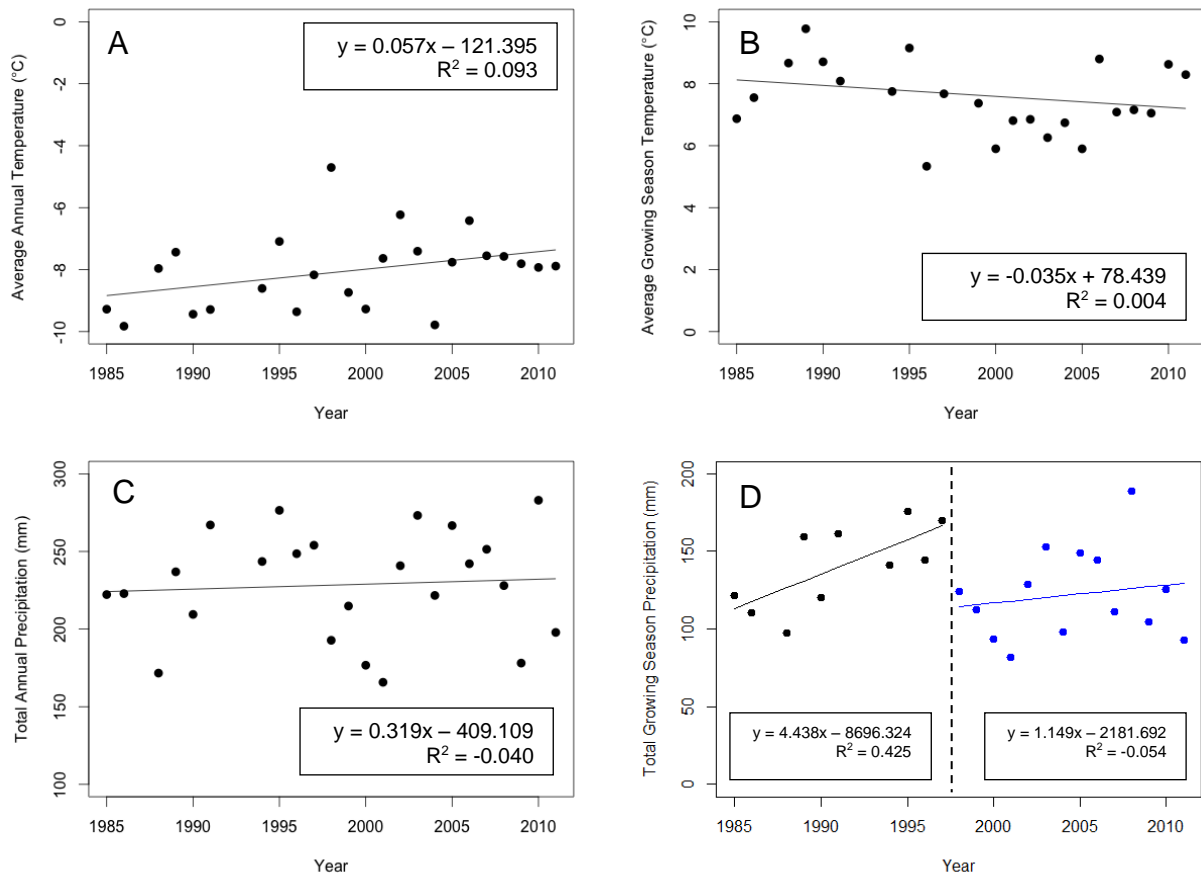 A
y = 0.057x – 121.395
R² = 0.093
Average Annual Temperature (°C)
0
-2
-4
-6
-8
-10
1985 1990 1995 2000 2005 2010
Year
B
y = -0.035x + 78.439
R² = 0.004
Average Growing Season Temperature (°C)
10
8
6
4
2
0
1985 1990 1995 2000 2005 2010
Year
C
y = 0.319x – 409.109
R² = -0.040
Total Annual Precipitation (mm)
300
250
200
150
100
1985 1990 1995 2000 2005 2010
Year
D
y = 4.438x – 8696.324
R² = 0.425
y = 1.149x – 2181.692
R² = -0.054
Total Growing Season Precipitation (mm)
200
150
100
50
0
1985 1990 1995 2000 2005 2010
Year